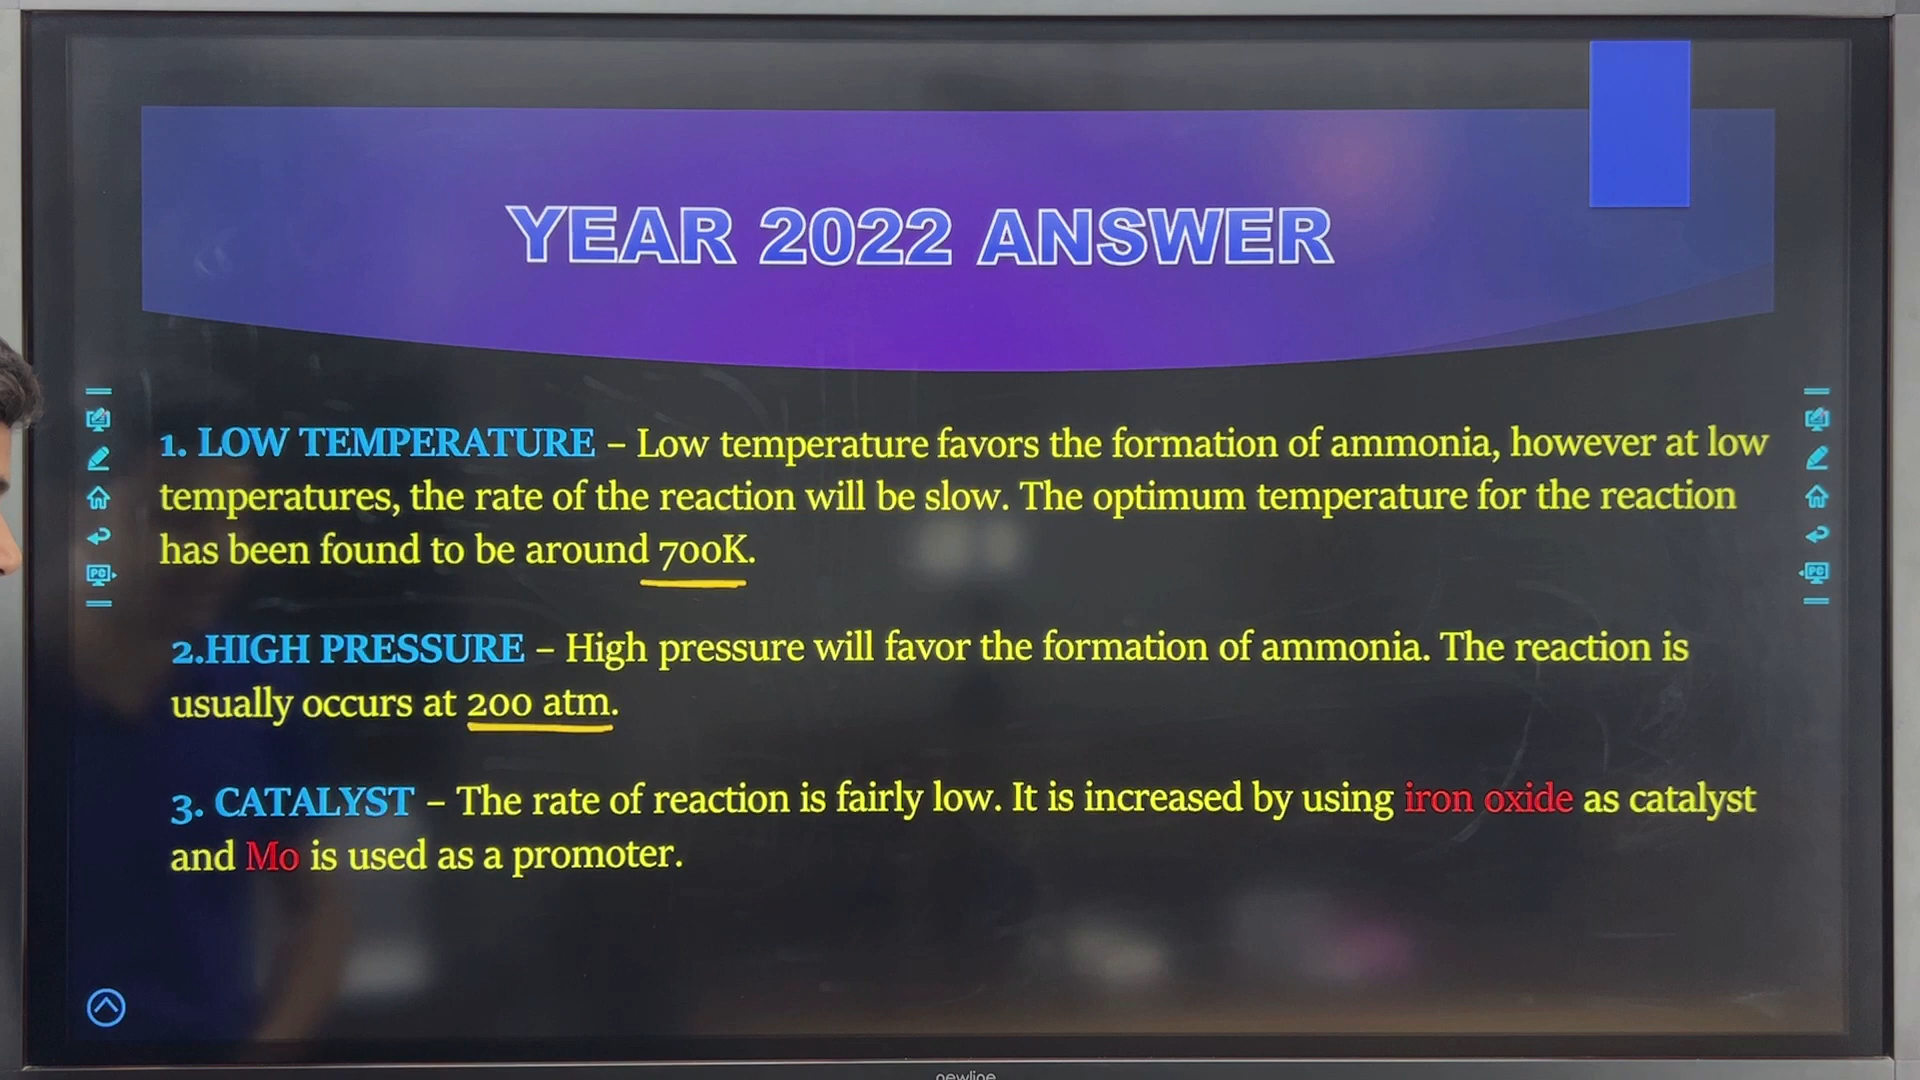 YEAR 2022 ANSWER
1. LOW TEMPERATURE – Low temperature favors the formation of ammonia, however at low
temperatures, the rate of the reaction will be slow. The optimum temperature for the reaction
has been found to be around 700K.
2.HIGH PRESSURE – High pressure will favor the formation of ammonia. The reaction is
usually occurs at 200 atm.
3. CATALYST – The rate of reaction is fairly low. It is increased by using iron oxide as catalyst
and Mo is used as a promoter.
PC
PC
newline